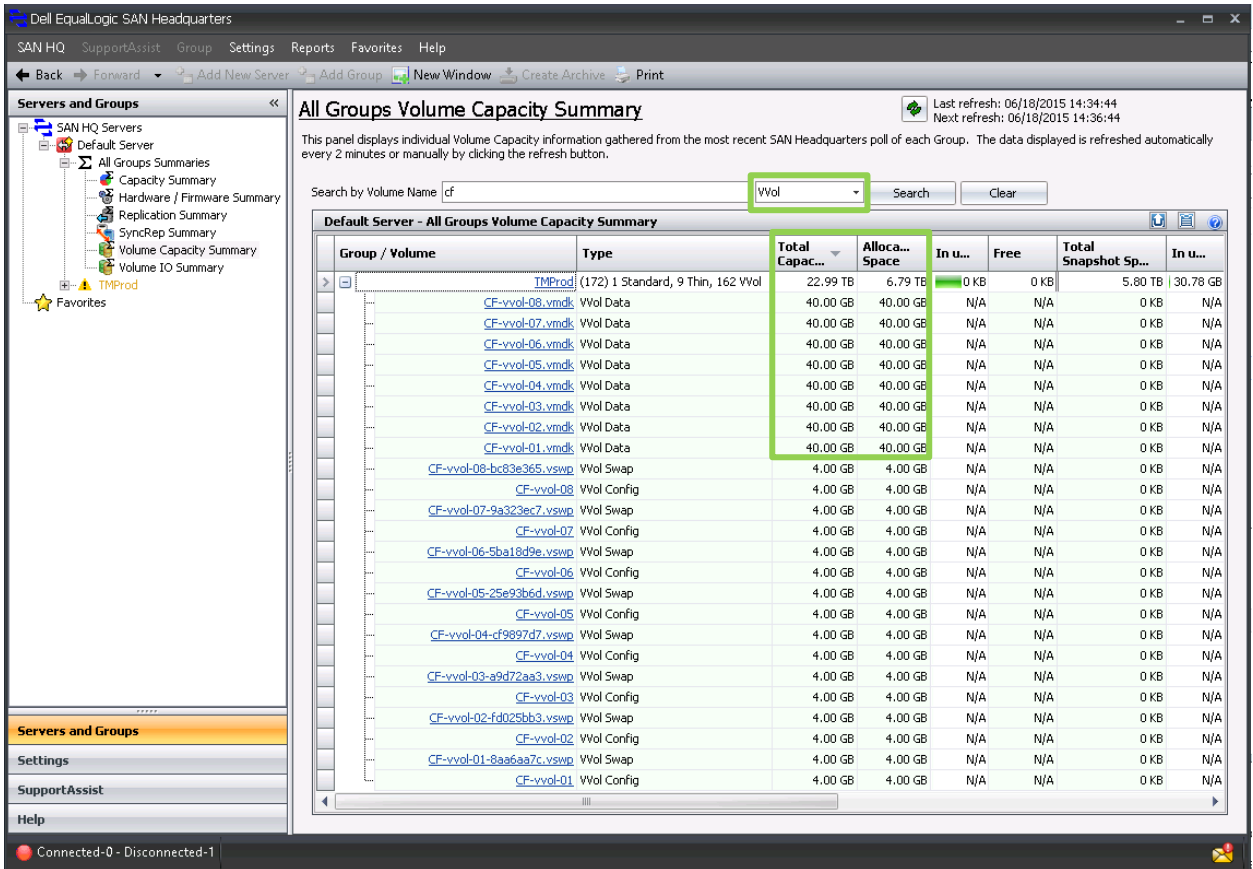 Dell EqualLogic SAN Headquarters
SAN HQ SupportAssist Group Settings Reports Favorites Help
Back Forward Add New Server Add Group New Window Create Archive Print
Servers and Groups «
SAN HQ Servers
Default Server
All Groups Summaries
Capacity Summary
Hardware / Firmware Summary
Replication Summary
SyncRep Summary
Volume Capacity Summary
Volume IO Summary
TMProd
Favorites
Servers and Groups
Settings
SupportAssist
Help
All Groups Volume Capacity Summary
Last refresh: 06/18/2015 14:34:44
Next refresh: 06/18/2015 14:36:44
This panel displays individual Volume Capacity information gathered from the most recent SAN Headquarters poll of each Group. The data displayed is refreshed automatically
every 2 minutes or manually by clicking the refresh button.
Search by Volume Name cf VVol Search Clear
Default Server - All Groups Volume Capacity Summary
Group / Volume Type Total Capac... Alloca... Space In u... Free Total Snapshot Sp... In u...
TMProd (172) 1 Standard, 9 Thin, 162 VVol 22.99 TB 6.79 TB 0 KB 0 KB 5.80 TB 30.78 GB
CF-vvol-08.vmdk VVol Data 40.00 GB 40.00 GB N/A N/A 0 KB N/A
CF-vvol-07.vmdk VVol Data 40.00 GB 40.00 GB N/A N/A 0 KB N/A
CF-vvol-06.vmdk VVol Data 40.00 GB 40.00 GB N/A N/A 0 KB N/A
CF-vvol-05.vmdk VVol Data 40.00 GB 40.00 GB N/A N/A 0 KB N/A
CF-vvol-04.vmdk VVol Data 40.00 GB 40.00 GB N/A N/A 0 KB N/A
CF-vvol-03.vmdk VVol Data 40.00 GB 40.00 GB N/A N/A 0 KB N/A
CF-vvol-02.vmdk VVol Data 40.00 GB 40.00 GB N/A N/A 0 KB N/A
CF-vvol-01.vmdk VVol Data 40.00 GB 40.00 GB N/A N/A 0 KB N/A
CF-vvol-08-bc83e365.vswp VVol Swap 4.00 GB 4.00 GB N/A N/A 0 KB N/A
CF-vvol-08 VVol Config 4.00 GB 4.00 GB N/A N/A 0 KB N/A
CF-vvol-07-9a323ec7.vswp VVol Swap 4.00 GB 4.00 GB N/A N/A 0 KB N/A
CF-vvol-07 VVol Config 4.00 GB 4.00 GB N/A N/A 0 KB N/A
CF-vvol-06-5ba18d9e.vswp VVol Swap 4.00 GB 4.00 GB N/A N/A 0 KB N/A
CF-vvol-06 VVol Config 4.00 GB 4.00 GB N/A N/A 0 KB N/A
CF-vvol-05-25e93b6d.vswp VVol Swap 4.00 GB 4.00 GB N/A N/A 0 KB N/A
CF-vvol-05 VVol Config 4.00 GB 4.00 GB N/A N/A 0 KB N/A
CF-vvol-04-cf9897d7.vswp VVol Swap 4.00 GB 4.00 GB N/A N/A 0 KB N/A
CF-vvol-04 VVol Config 4.00 GB 4.00 GB N/A N/A 0 KB N/A
CF-vvol-03-a9d72aa3.vswp VVol Swap 4.00 GB 4.00 GB N/A N/A 0 KB N/A
CF-vvol-03 VVol Config 4.00 GB 4.00 GB N/A N/A 0 KB N/A
CF-vvol-02-fd025bb3.vswp VVol Swap 4.00 GB 4.00 GB N/A N/A 0 KB N/A
CF-vvol-02 VVol Config 4.00 GB 4.00 GB N/A N/A 0 KB N/A
CF-vvol-01-8aa6aa7c.vswp VVol Swap 4.00 GB 4.00 GB N/A N/A 0 KB N/A
CF-vvol-01 VVol Config 4.00 GB 4.00 GB N/A N/A 0 KB N/A
Connected-0 - Disconnected-1